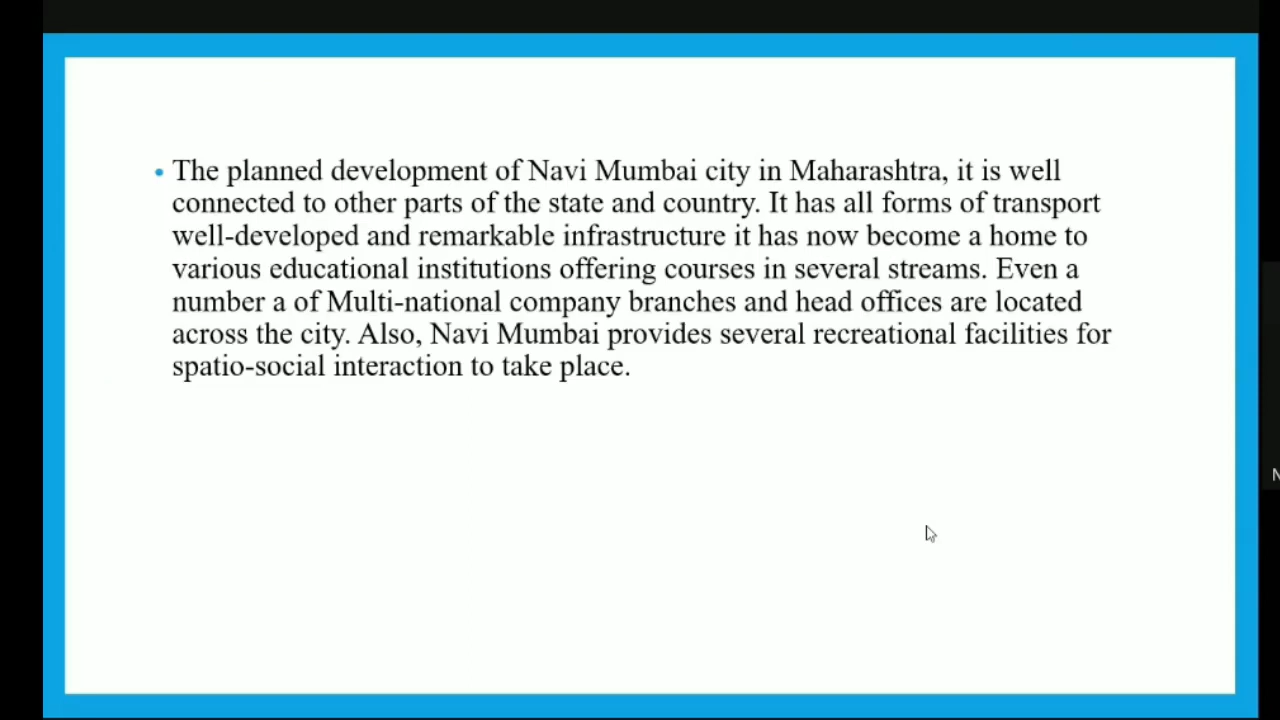 • The planned development of Navi Mumbai city in Maharashtra, it is well
connected to other parts of the state and country. It has all forms of transport
well-developed and remarkable infrastructure it has now become a home to
various educational institutions offering courses in several streams. Even a
number a of Multi-national company branches and head offices are located
across the city. Also, Navi Mumbai provides several recreational facilities for
spatio-social interaction to take place.